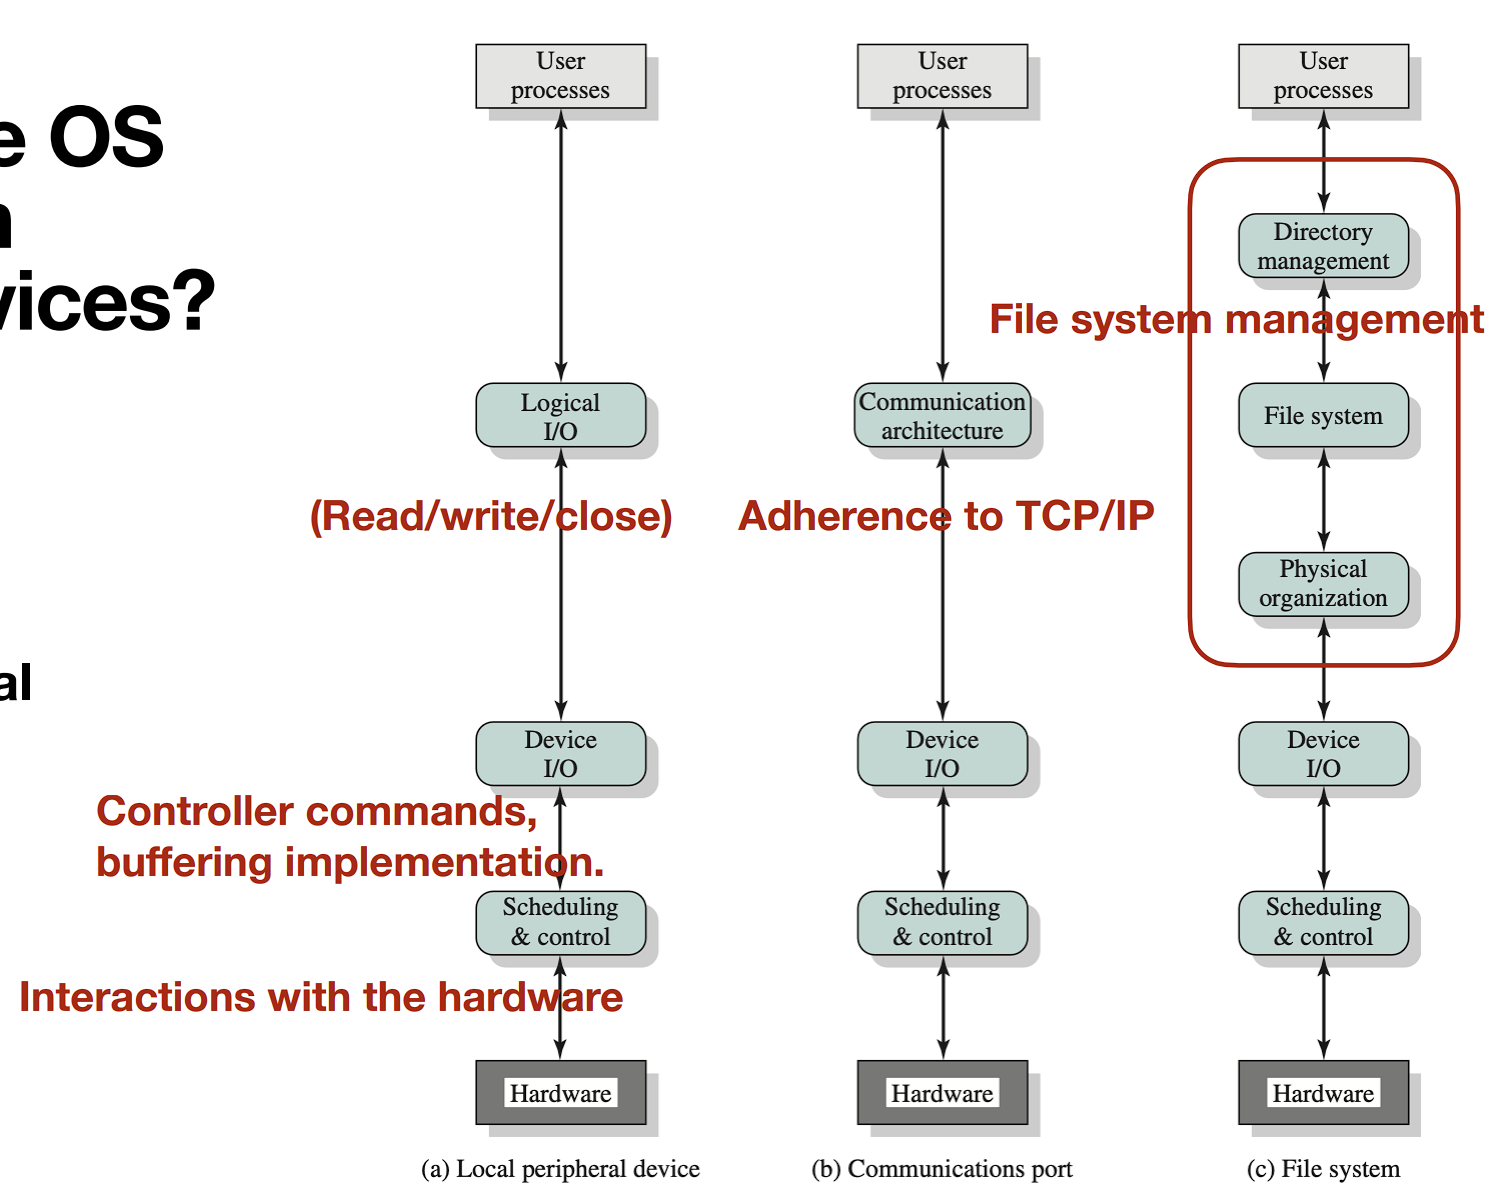 e OS
n
vices?
al
User
processes
Logical
I/O
(Read/write/close)
Device
I/O
Controller commands,
buffering implementation.
Scheduling
& control
Interactions with the hardware
Hardware
(a) Local peripheral device
User
processes
Communication
architecture
Adherence to TCP/IP
Device
I/O
Scheduling
& control
Hardware
(b) Communications port
User
processes
Directory
management
File system management
File system
Physical
organization
Device
I/O
Scheduling
& control
Hardware
(c) File system